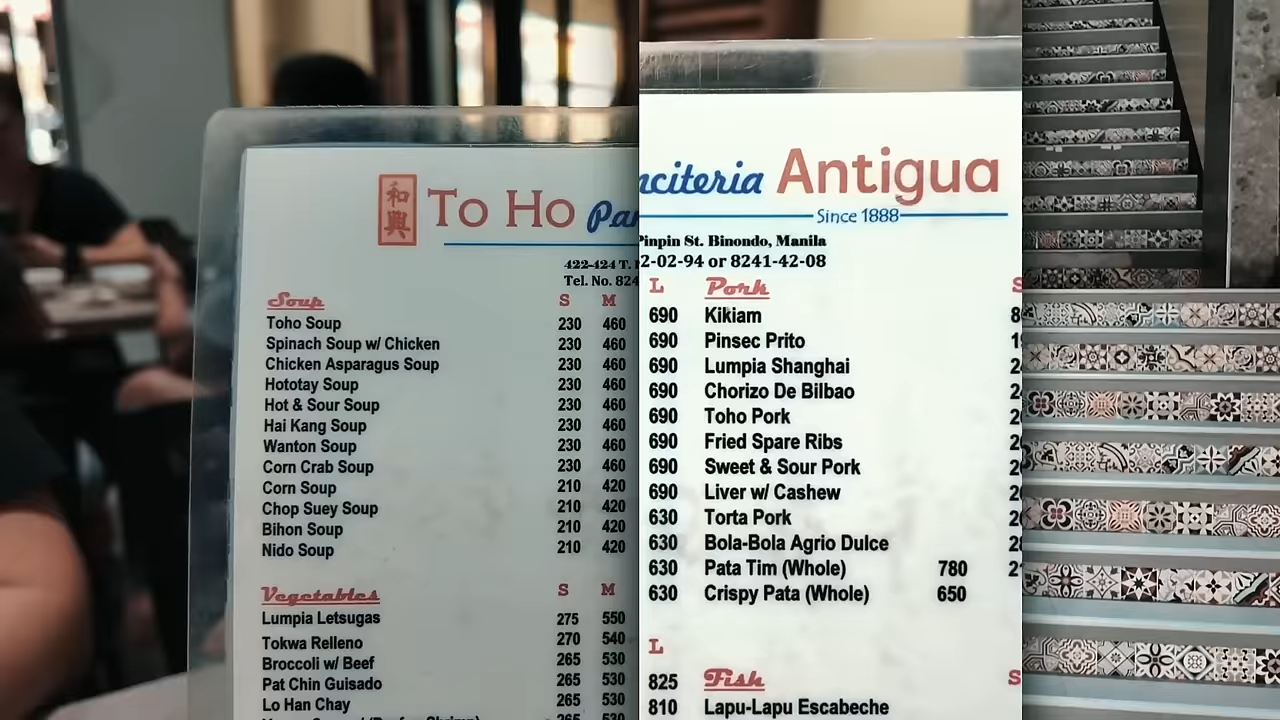 和興 To Ho Pan
nciteria Antigua
Since 1888
422-424 T.
Pinpin St. Binondo, Manila
Tel. No. 824
2-02-94 or 8241-42-08
Soup S M
Toho Soup 230 460
Spinach Soup w/ Chicken 230 460
Chicken Asparagus Soup 230 460
Hototay Soup 230 460
Hot & Sour Soup 230 460
Hai Kang Soup 230 460
Wanton Soup 230 460
Corn Crab Soup 230 460
Corn Soup 210 420
Chop Suey Soup 210 420
Bihon Soup 210 420
Nido Soup 210 420
Vegetables S M
Lumpia Letsugas 275 550
Tokwa Relleno 270 540
Broccoli w/ Beef 265 530
Pat Chin Guisado 265 530
Lo Han Chay 265 530
265 530
L Pork S
690 Kikiam
690 Pinsec Prito
690 Lumpia Shanghai
690 Chorizo De Bilbao
690 Toho Pork
690 Fried Spare Ribs
690 Sweet & Sour Pork
690 Liver w/ Cashew
630 Torta Pork
630 Bola-Bola Agrio Dulce
630 Pata Tim (Whole) 780
630 Crispy Pata (Whole) 650
L
825 Fish S
810 Lapu-Lapu Escabeche